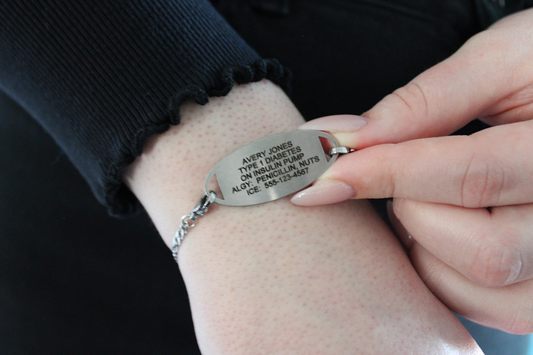 AVERY JONES
TYPE 1 DIABETES
ON INSULIN PUMP
ALGY: PENICILLIN, NUTS
ICE: 555-123-4567